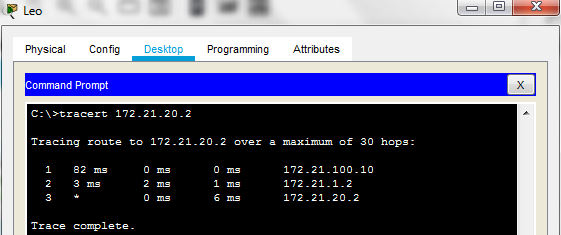 Leo
Physical Config Desktop Programming Attributes
Command Prompt X
C:\>tracert 172.21.20.2
Tracing route to 172.21.20.2 over a maximum of 30 hops:
1 82 ms 0 ms 0 ms 172.21.100.10
2 3 ms 2 ms 1 ms 172.21.1.2
3 * 0 ms 6 ms 172.21.20.2
Trace complete.